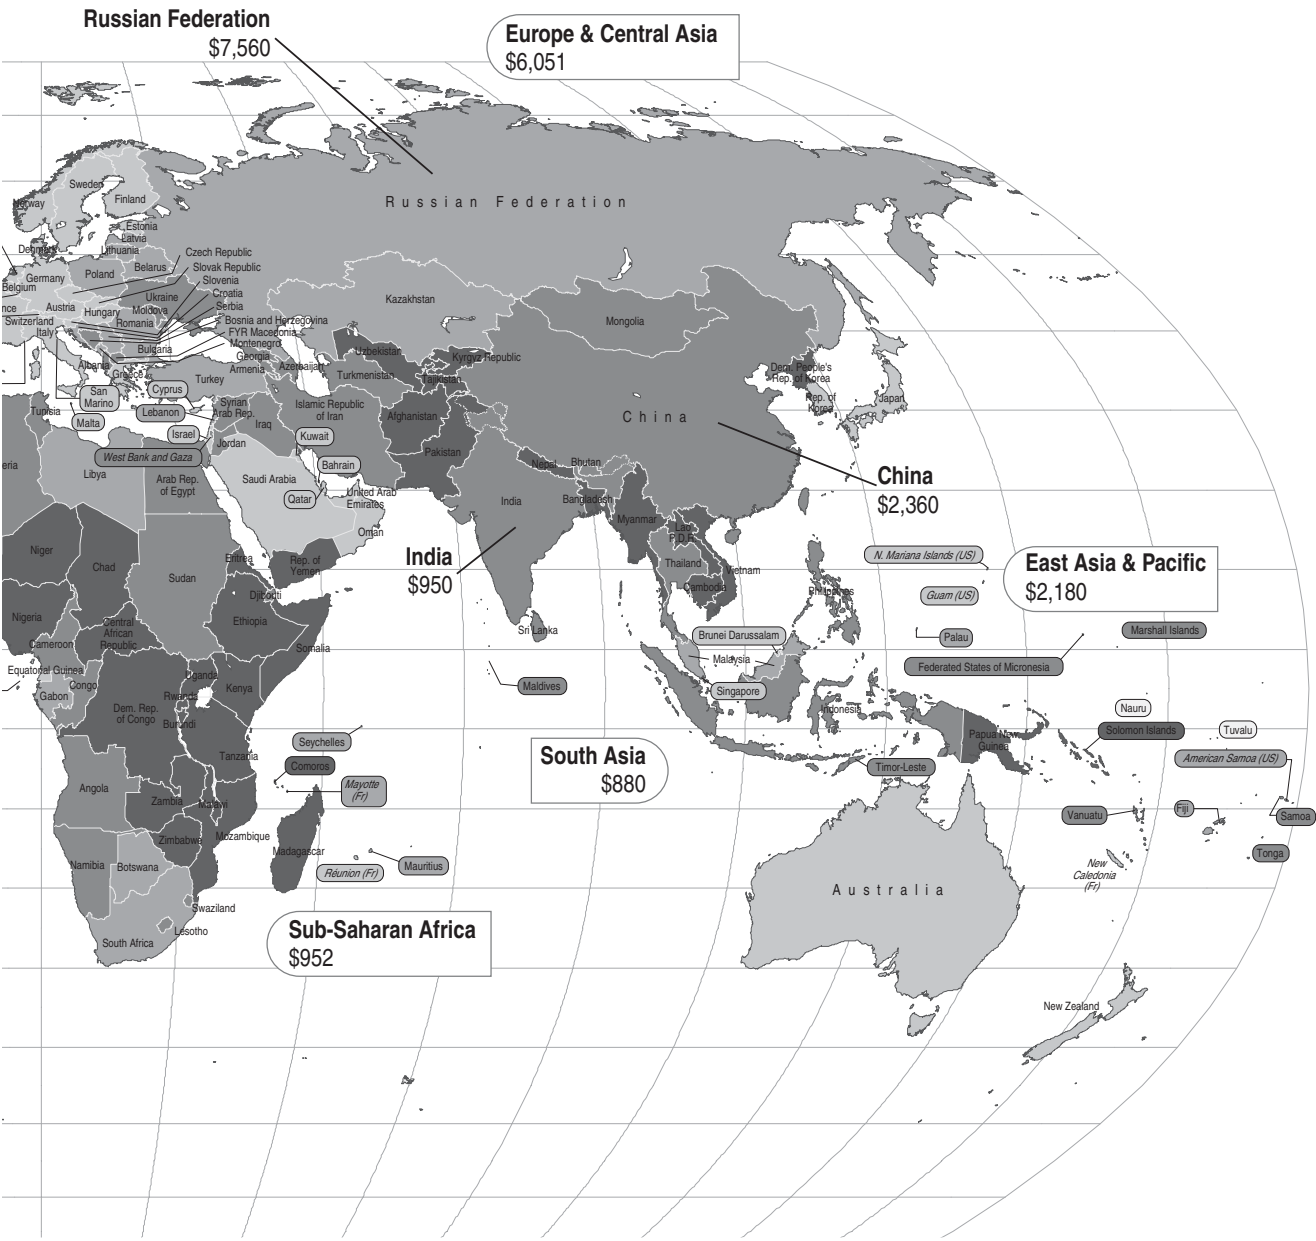 Russian Federation
$7,560
Europe & Central Asia
$6,051
Russian Federation
Sweden
Norway
Finland
Estonia
Latvia
Lithuania
Denmark
Czech Republic
Slovak Republic
Slovenia
Croatia
Serbia
Germany
Poland
Belarus
Belgium
Ukraine
Austria
Hungary
Moldova
nce
Switzerland
Romania
Italy
Bosnia and Herzegovina
FYR Macedonia
Montenegro
Bulgaria
Georgia
Armenia
Azerbaijan
Albania
Greece
Turkey
Kazakhstan
Mongolia
Uzbekistan
Kyrgyz Republic
Turkmenistan
Tajikistan
Dem. People's
Rep. of Korea
Rep. of
Korea
Japan
San
Marino
Cyprus
Malta
Lebanon
Syrian
Arab Rep.
Iraq
Islamic Republic
of Iran
Afghanistan
China
Tunisia
Israel
Jordan
Kuwait
West Bank and Gaza
Pakistan
eria
Libya
Arab Rep.
of Egypt
Saudi Arabia
Bahrain
Qatar
United Arab
Emirates
Oman
Nepal
Bhutan
India
Bangladesh
Myanmar
Lao
P.D.R.
China
$2,360
Niger
Chad
Sudan
Eritrea
Rep. of
Yemen
Djibouti
India
$950
Thailand
Vietnam
Cambodia
Philippines
N. Mariana Islands (US)
Guam (US)
East Asia & Pacific
$2,180
Nigeria
Cameroon
Central
African
Republic
Ethiopia
Somalia
Sri Lanka
Brunei Darussalam
Malaysia
Singapore
Palau
Marshall Islands
Federated States of Micronesia
Equatorial Guinea
Gabon
Congo
Uganda
Rwanda
Kenya
Dem. Rep.
of Congo
Burundi
Maldives
Indonesia
Nauru
Solomon Islands
Papua New
Guinea
Tuvalu
Tanzania
Seychelles
Comoros
Mayotte
(Fr)
South Asia
$880
Timor-Leste
American Samoa (US)
Angola
Zambia
Malawi
Zimbabwe
Mozambique
Madagascar
Vanuatu
Fiji
Samoa
Tonga
New
Caledonia
(Fr)
Namibia
Botswana
Réunion (Fr)
Mauritius
Australia
Swaziland
Lesotho
South Africa
Sub-Saharan Africa
$952
New Zealand